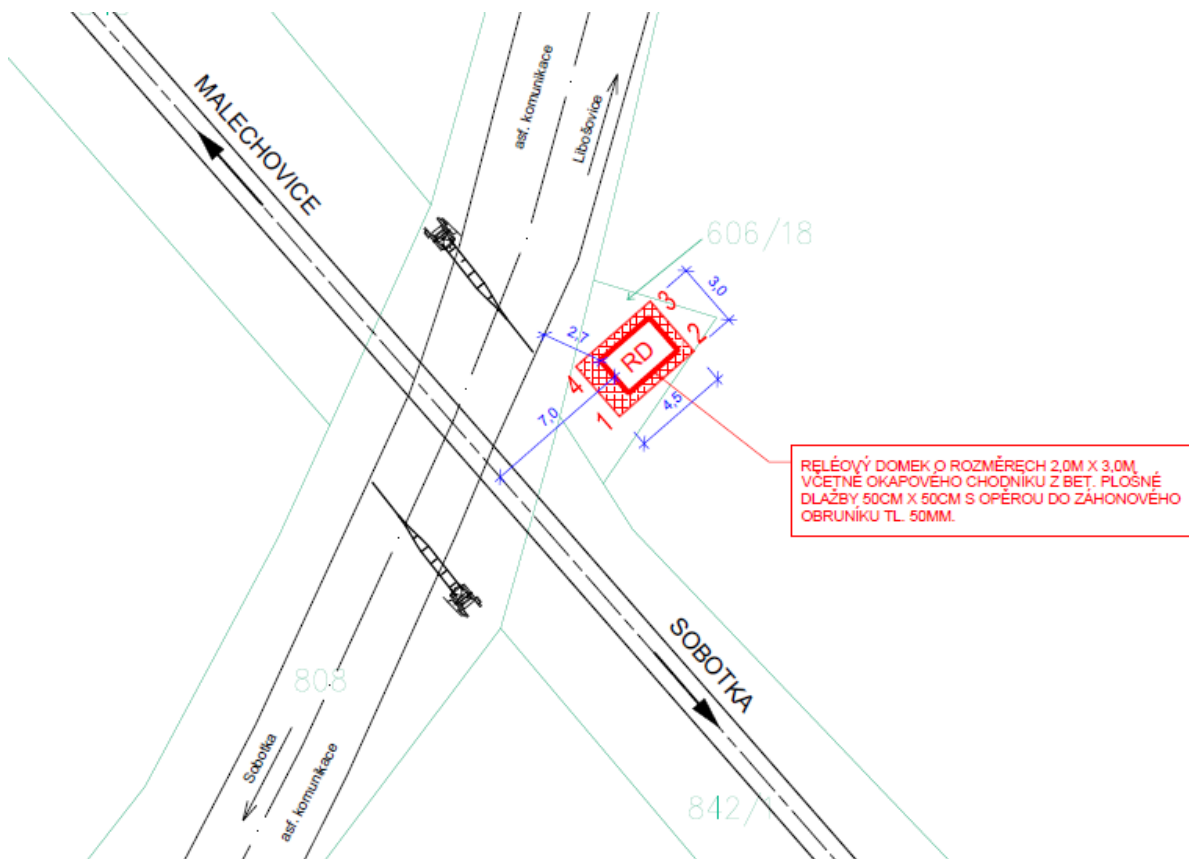 MALECHOVICE
asf. komunikace
Libošovice
606/18
3,0
2,7
3
2
RD
4
1
7,0
4,5
RELÉOVÝ DOMEK O ROZMĚRECH 2,0M X 3,0M
VČETNĚ OKAPOVÉHO CHODNÍKU Z BET. PLOŠNÉ
DLAŽBY 50CM X 50CM S OPĚROU DO ZÁHONOVÉHO
OBRUNÍKU TL. 50MM.
SOBOTKA
808
Sobotka
asf. komunikace
842/1